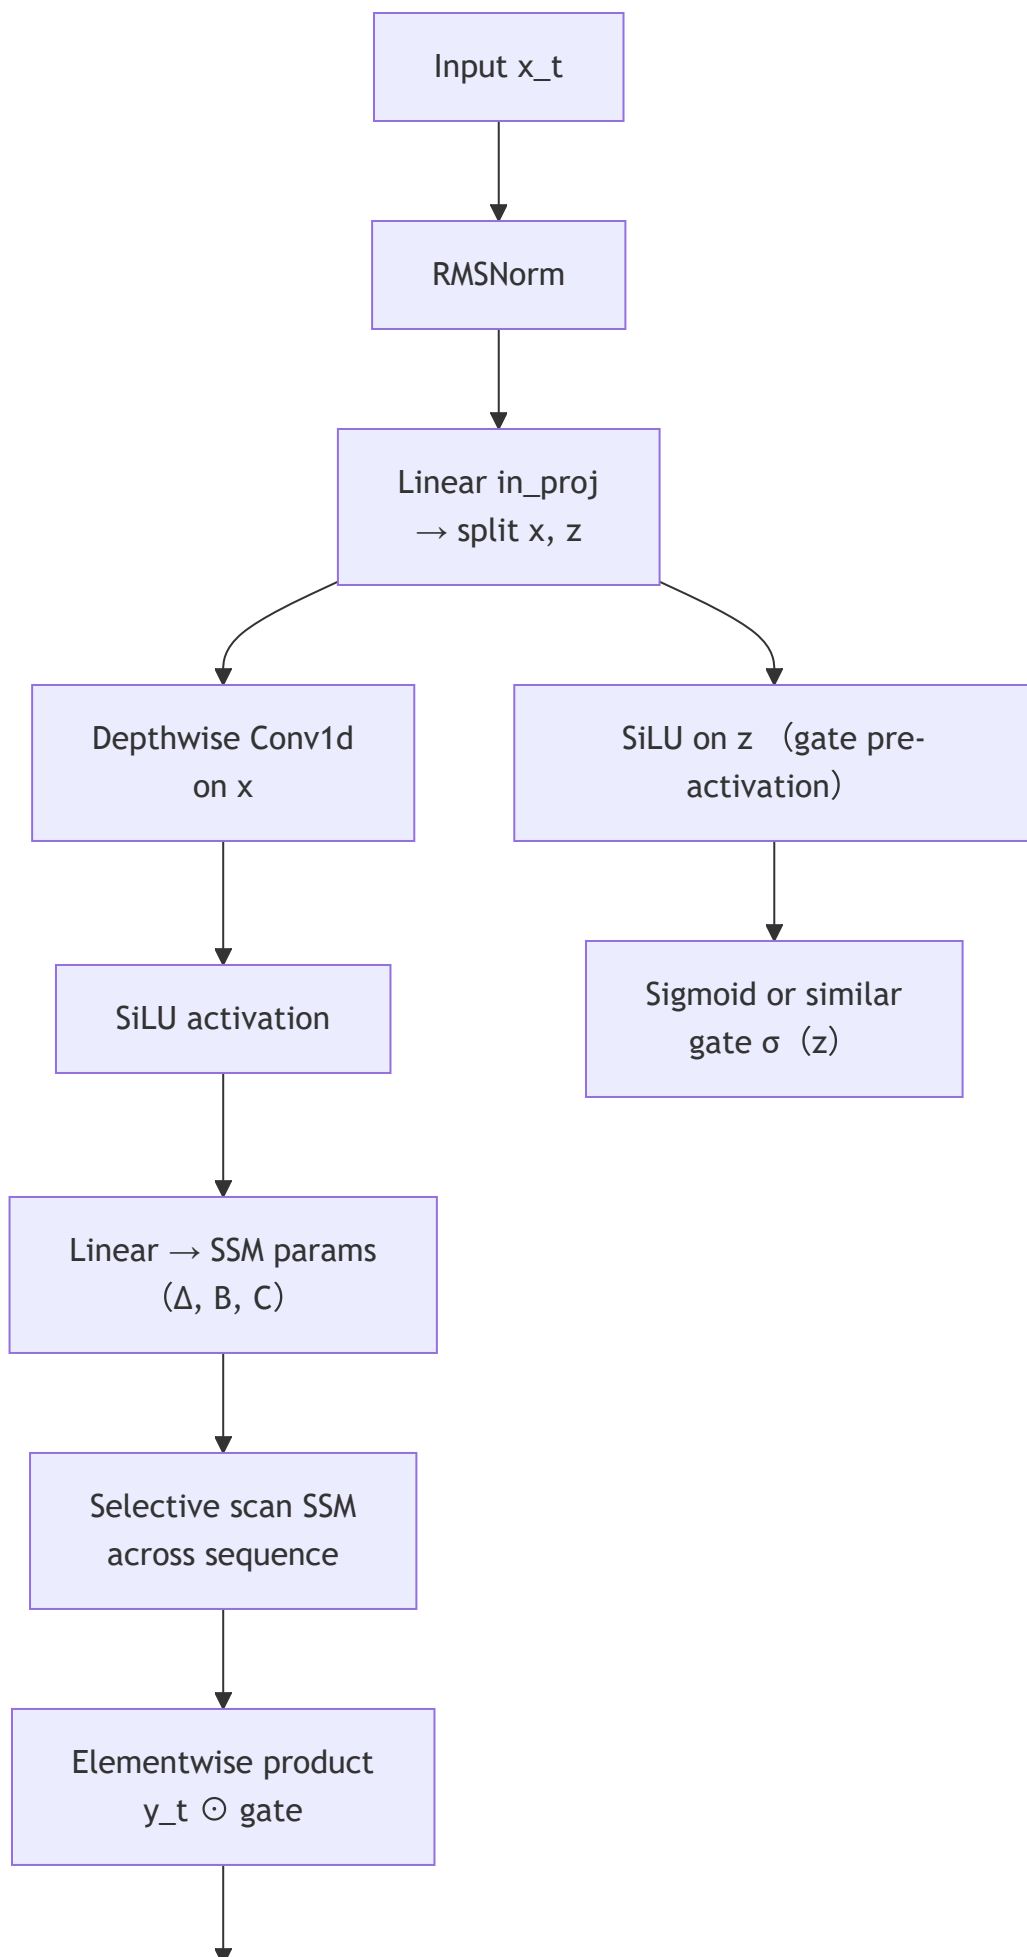 Input x_t
RMSNorm
Linear in_proj
→ split x, z
Depthwise Conv1d
on x
SiLU on z （gate pre-
activation）
SiLU activation
Sigmoid or similar
gate σ（z）
Linear → SSM params
（Δ, B, C）
Selective scan SSM
across sequence
Elementwise product
y_t ⊙ gate